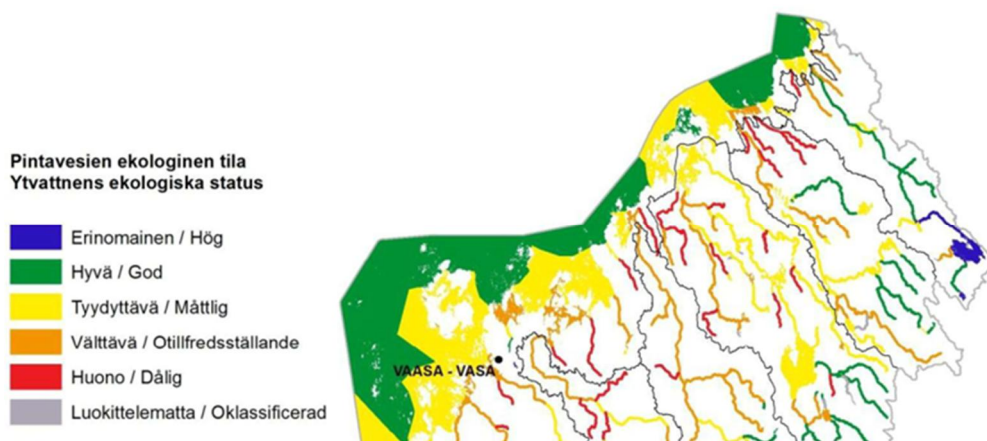 Pintavesien ekologinen tila
Ytvattnens ekologiska status
Erinomainen / Hög
Hyvä / God
Tyydyttävä / Måttlig
Välttävä / Otillfredsställande
Huono / Dålig
Luokittelematta / Oklassificerad
VAASA - VASA